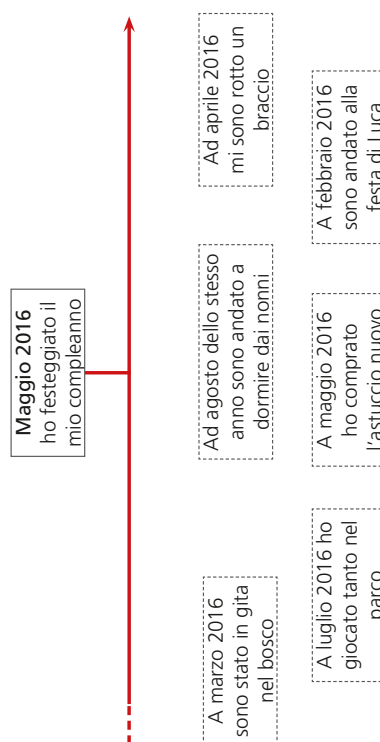 Maggio 2016
ho festeggiato il
mio compleanno
A marzo 2016
sono stato in gita
nel bosco
Ad agosto dello stesso
anno sono andato a
dormire dai nonni
Ad aprile 2016
mi sono rotto un
braccio
A luglio 2016 ho
giocato tanto nel
parco
A maggio 2016
ho comprato
l'astuccio nuovo
A febbraio 2016
sono andato alla
festa di Luca